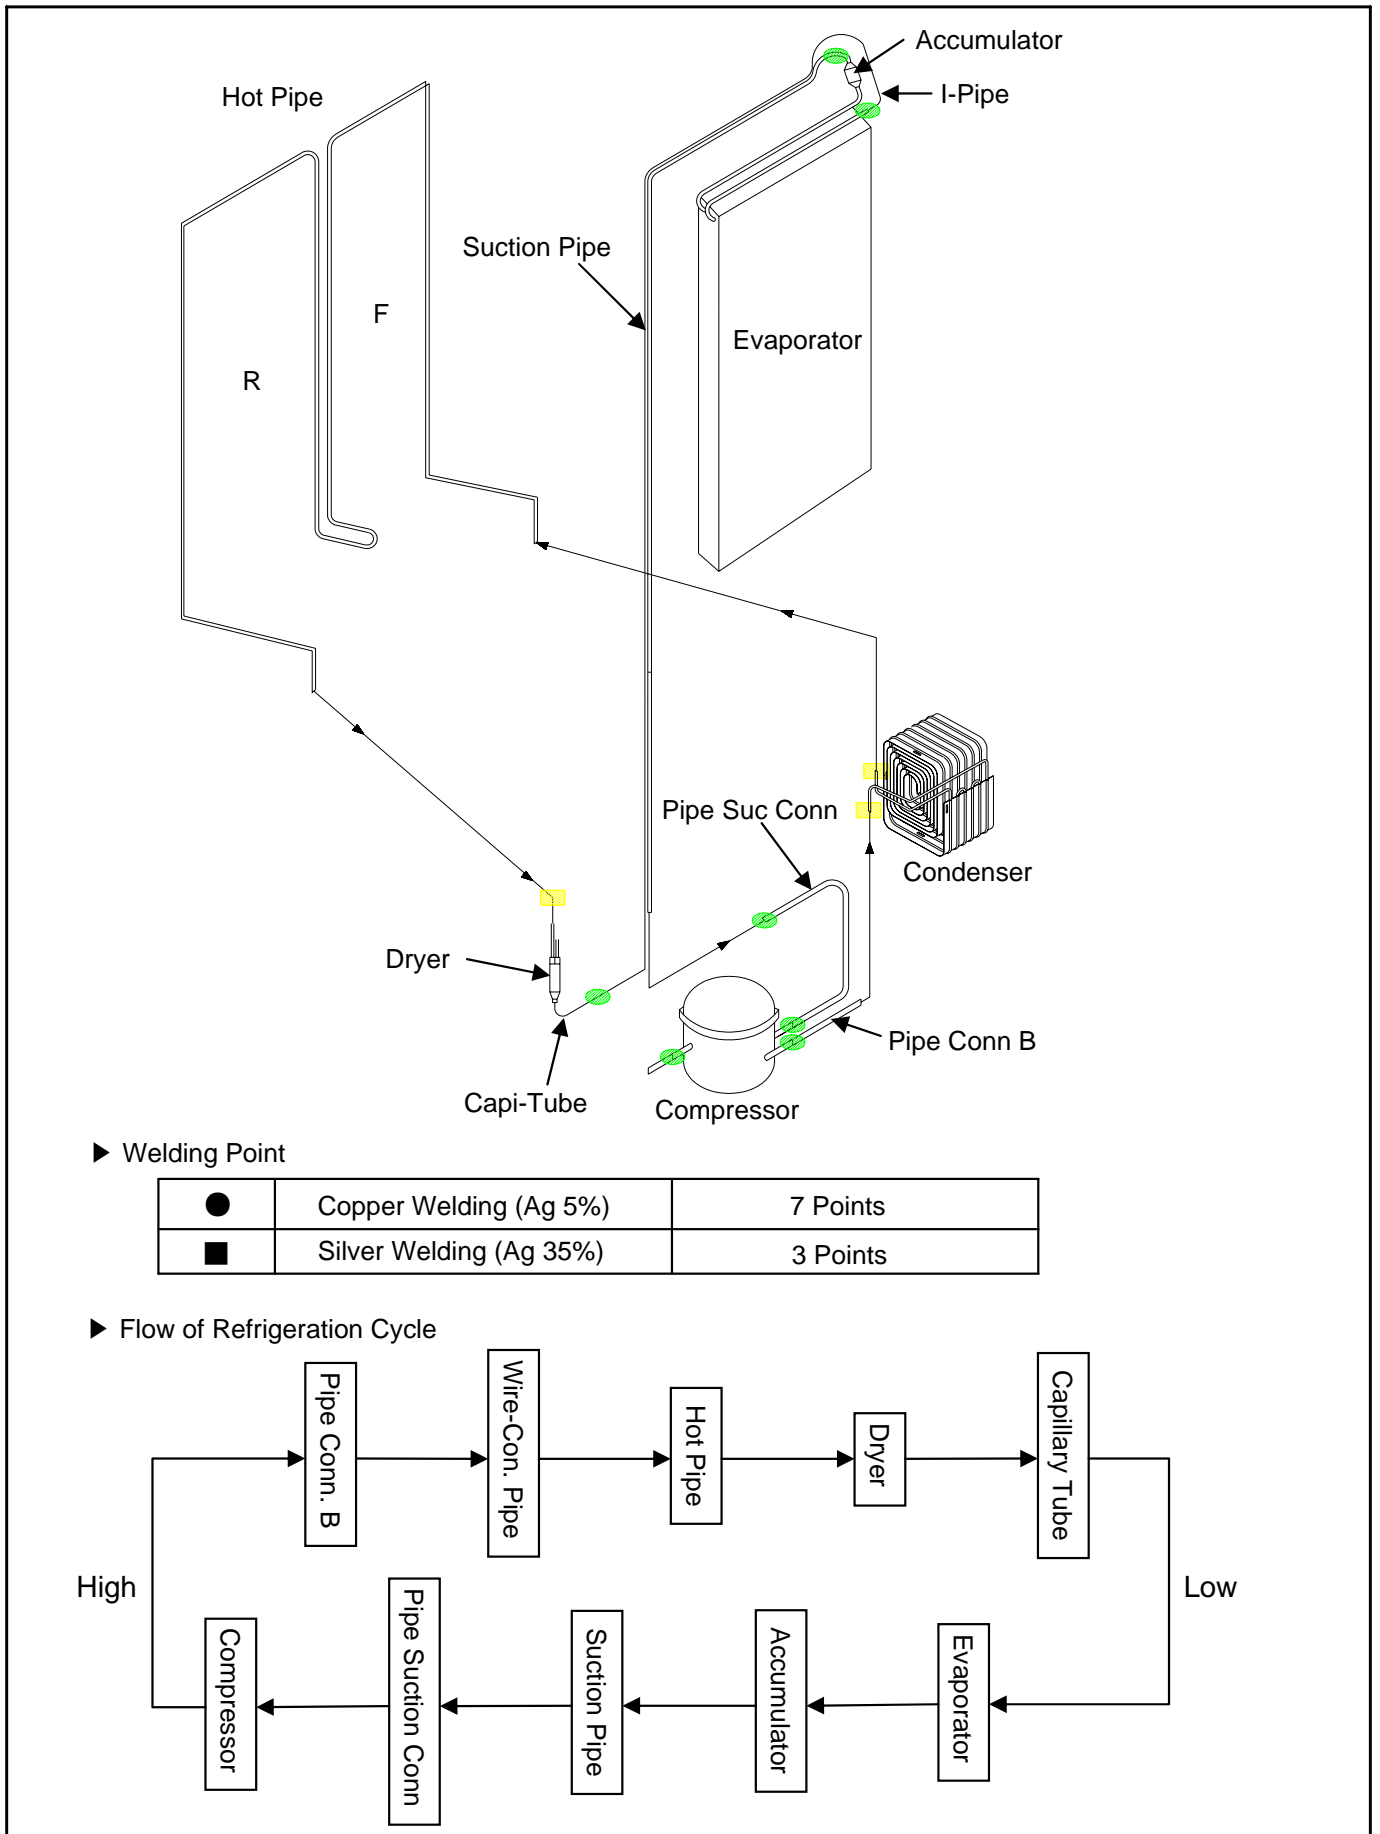 Accumulator
Hot Pipe
I-Pipe
Suction Pipe
F
Evaporator
R
Pipe Suc Conn
Condenser
Dryer
Pipe Conn B
Capi-Tube
Compressor
▶ Welding Point
● Copper Welding (Ag 5%) 7 Points
■ Silver Welding (Ag 35%) 3 Points
▶ Flow of Refrigeration Cycle
Pipe Conn. B
Wire-Con. Pipe
Hot Pipe
Dryer
Capillary Tube
High
Low
Compressor
Pipe Suction Conn
Suction Pipe
Accumulator
Evaporator